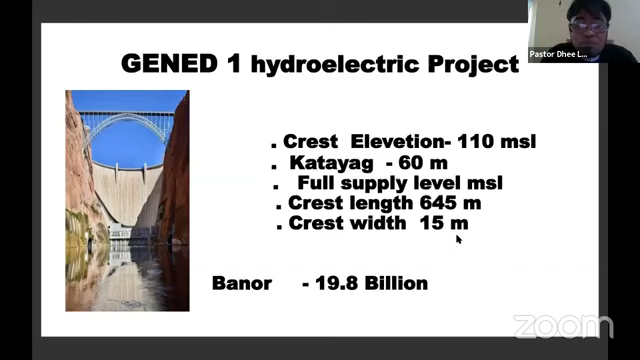 Pastor Dhee L...
GENED 1 hydroelectric Project
. Crest Elevetion- 110 msl
. Katayag - 60 m
. Full supply level msl
. Crest length 645 m
. Crest width 15 m
Banor - 19.8 Billion
zoom